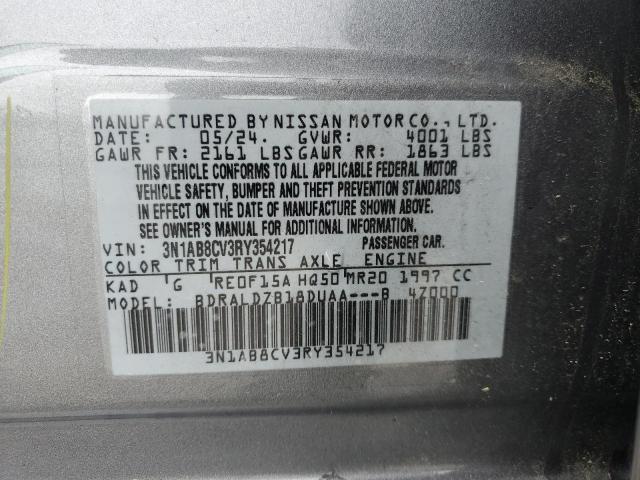 MANUFACTURED BY NISSAN MOTOR CO., LTD.
DATE: 05/24. GVWR: 4001 LBS
GAWR FR: 2161 LBS GAWR RR: 1863 LBS
THIS VEHICLE CONFORMS TO ALL APPLICABLE FEDERAL MOTOR
VEHICLE SAFETY, BUMPER AND THEFT PREVENTION STANDARDS
IN EFFECT ON THE DATE OF MANUFACTURE SHOWN ABOVE.
SEE OWNER'S MANUAL FOR ADDITIONAL INFORMATION.
VIN: 3N1AB8CV3RY354217 PASSENGER CAR.
COLOR TRIM TRANS AXLE ENGINE
KAD G RE0F15A HQ50 MR20 1997 CC
MODEL: BDRALDZB18DUAA---B 4Z000
3N1AB8CV3RY354217